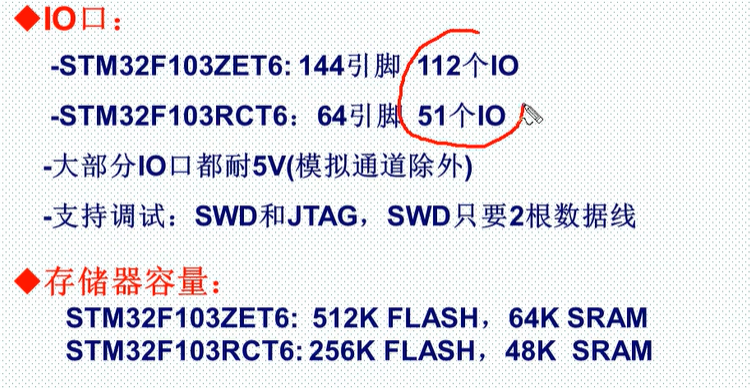 ◆IO口：
-STM32F103ZET6: 144引脚 112个IO
-STM32F103RCT6：64引脚 51个IO
-大部分IO口都耐5V(模拟通道除外)
-支持调试：SWD和JTAG，SWD只要2根数据线
◆存储器容量：
STM32F103ZET6: 512K FLASH，64K SRAM
STM32F103RCT6: 256K FLASH，48K SRAM